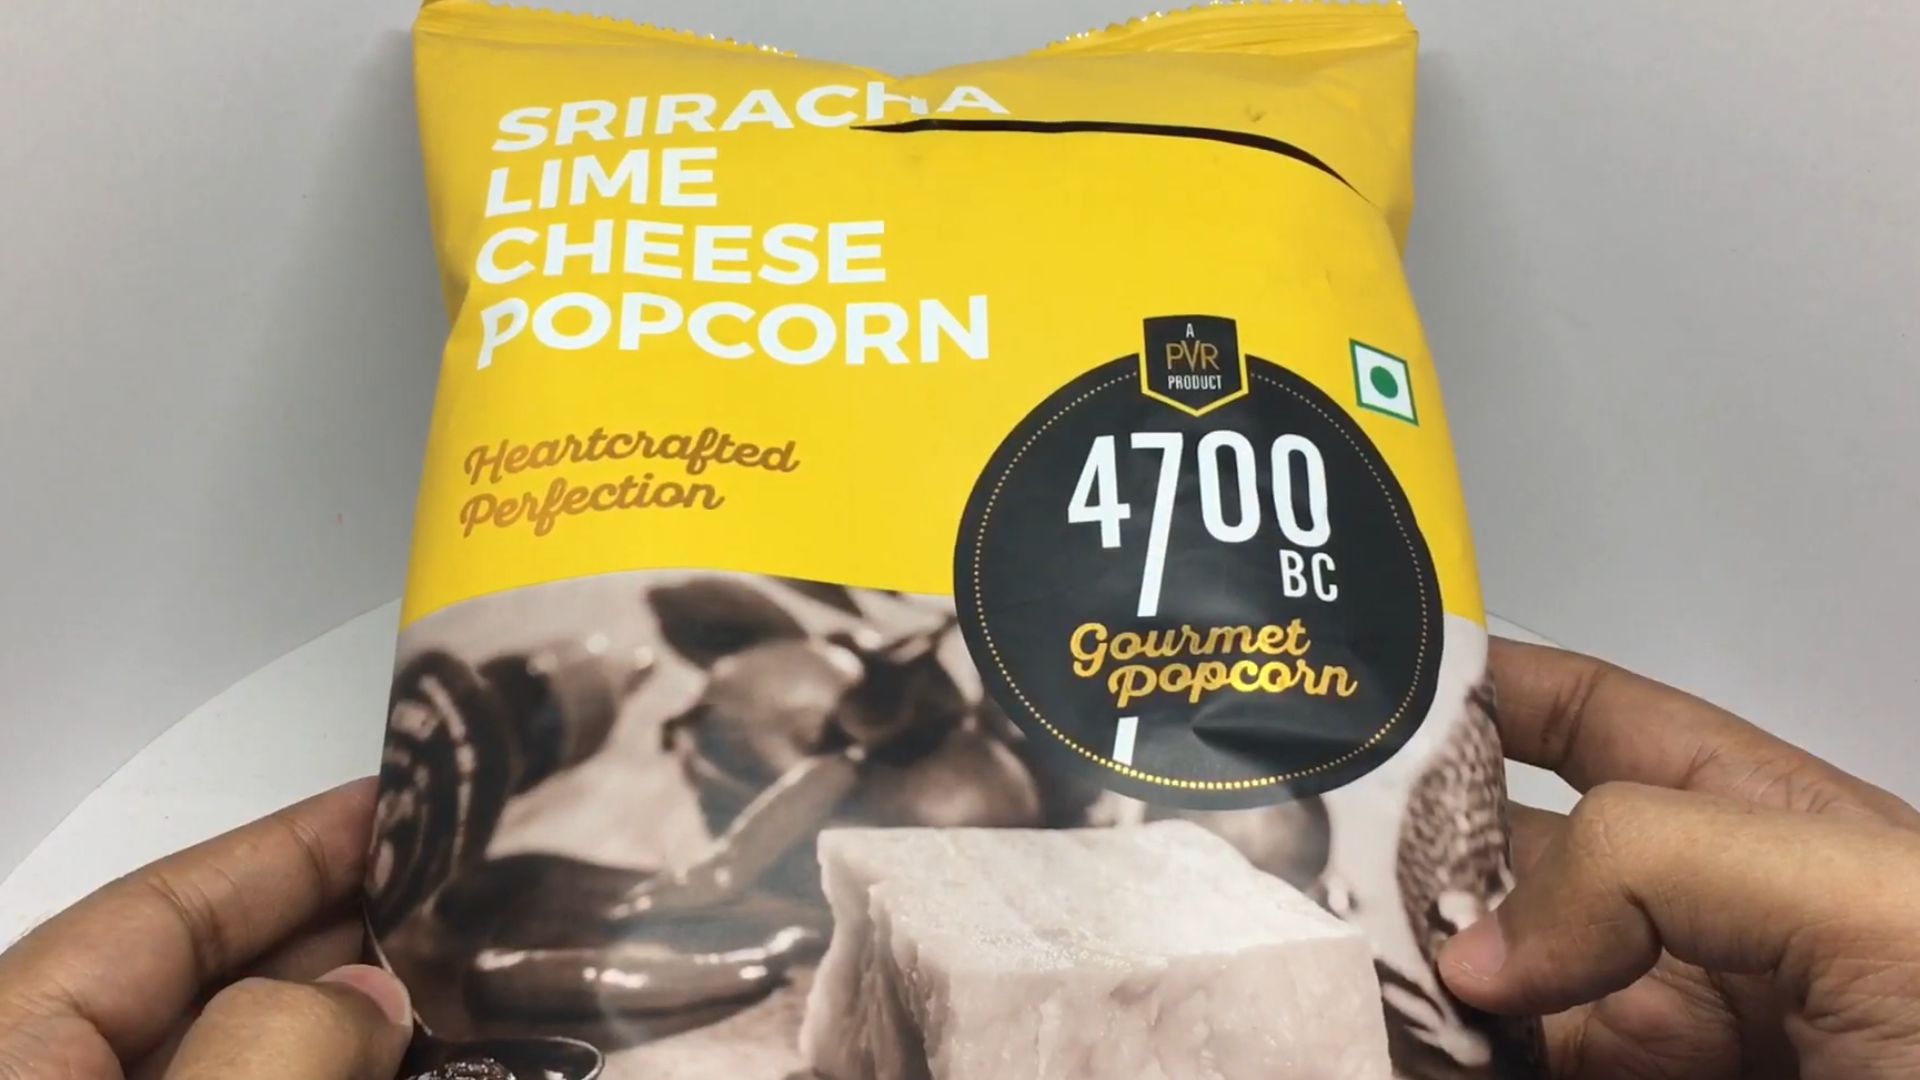 SRIRACHA
LIME
CHEESE
POPCORN
Heartcrafted
Perfection
A
PVR
PRODUCT
4700
BC
Gourmet
Popcorn